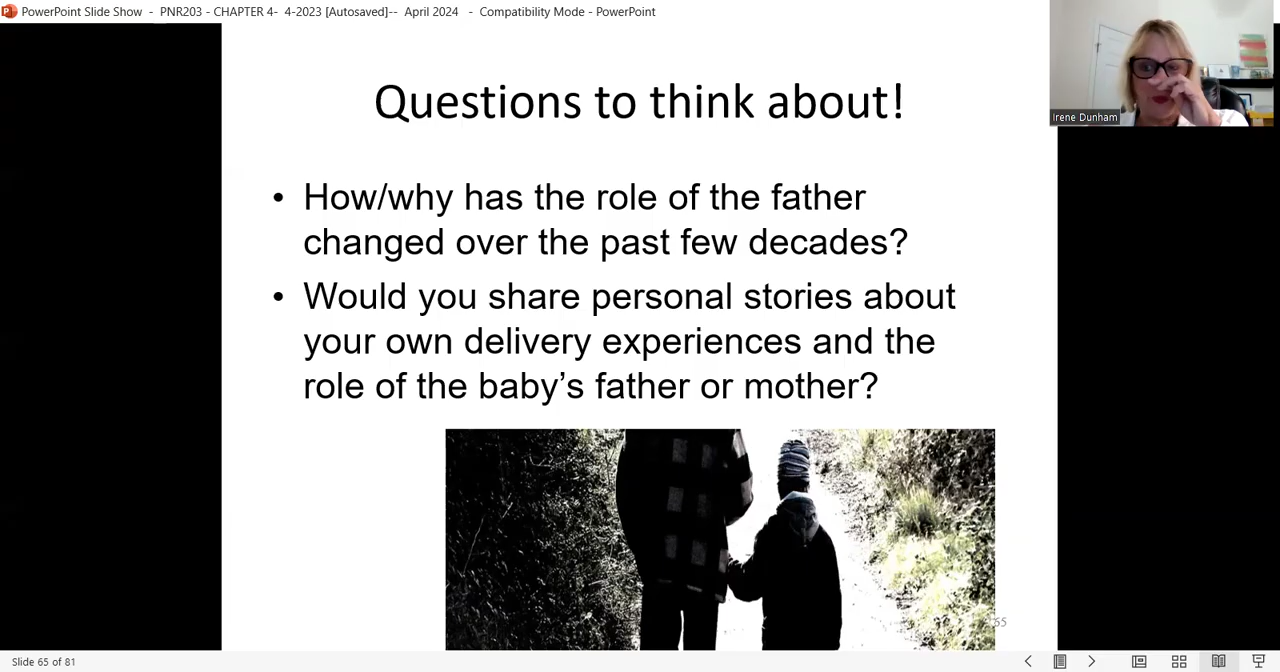 PowerPoint Slide Show - PNR203 - CHAPTER 4- 4-2023 [Autosaved]-- April 2024 - Compatibility Mode - PowerPoint
Irene Dunham
Questions to think about!
• How/why has the role of the father
changed over the past few decades?
• Would you share personal stories about
your own delivery experiences and the
role of the baby's father or mother?
65
Slide 65 of 81